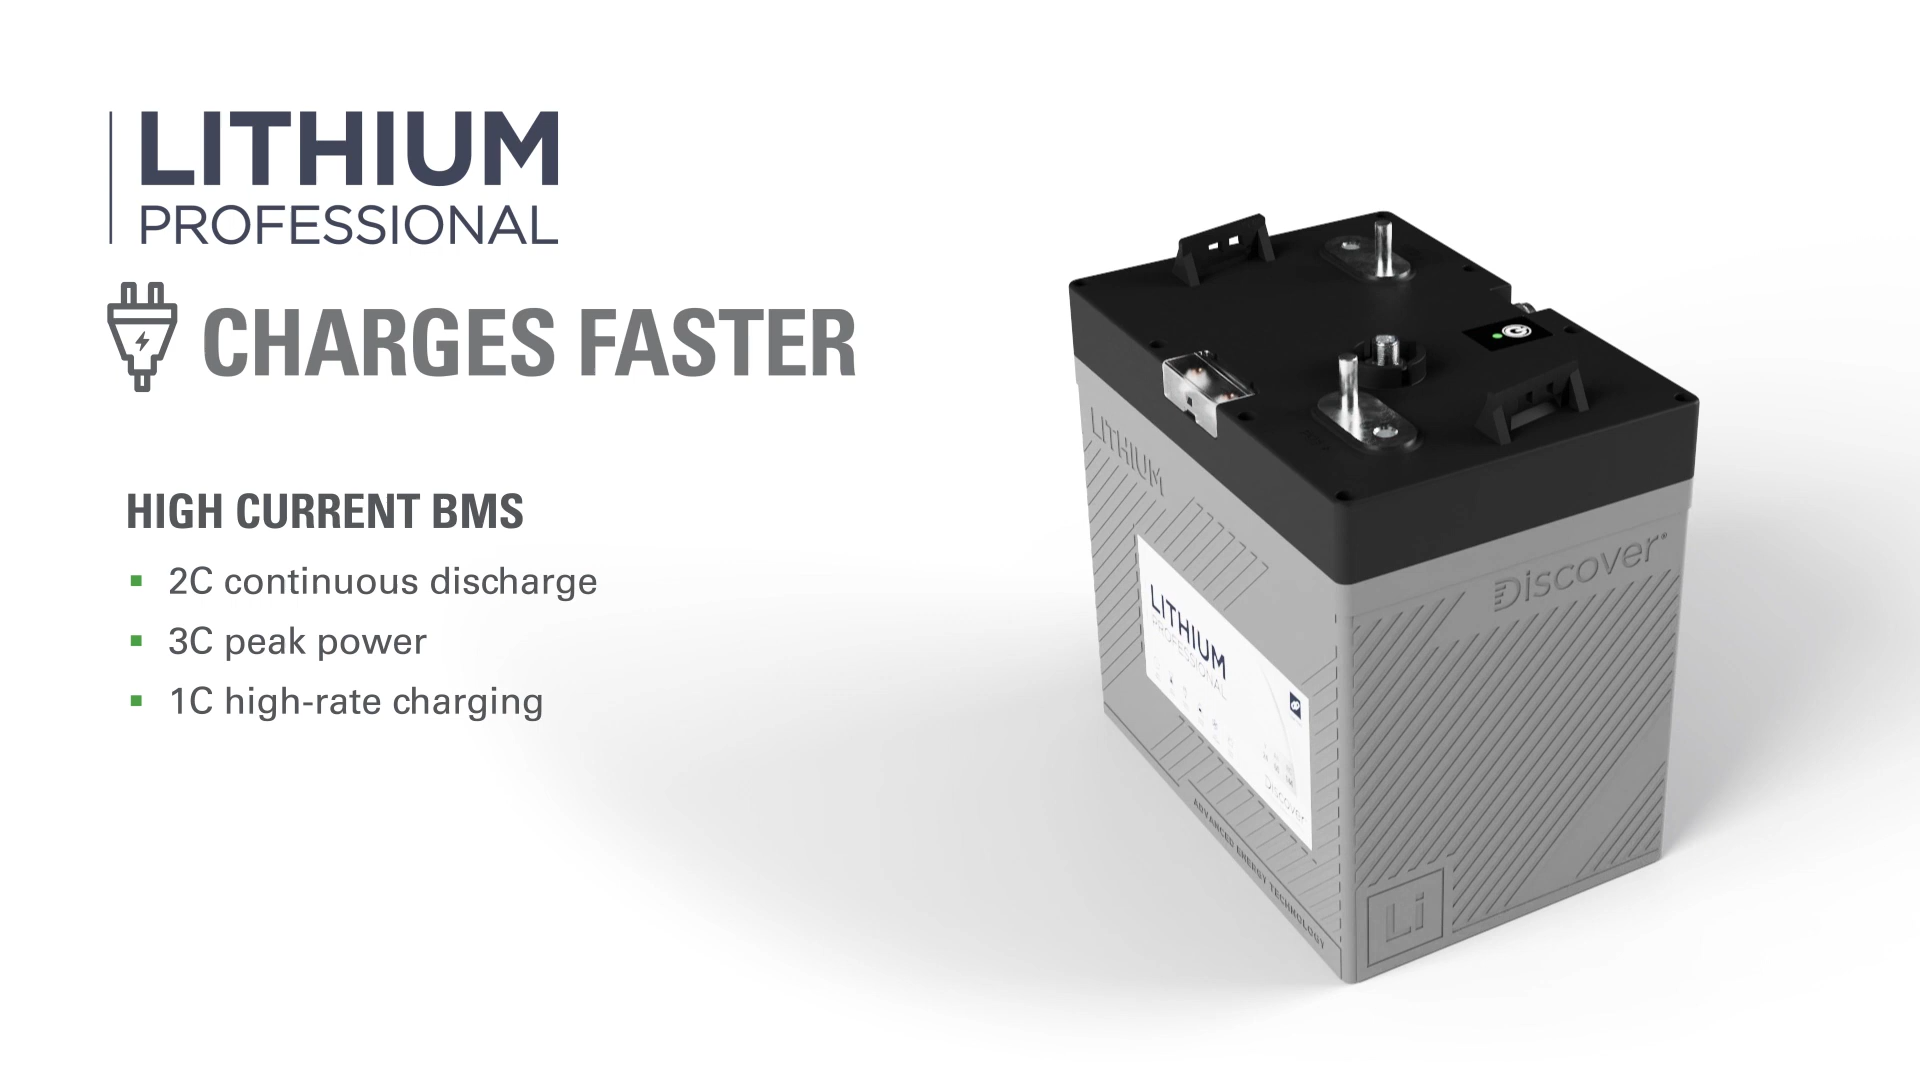 LITHIUM
PROFESSIONAL
CHARGES FASTER
HIGH CURRENT BMS
▪ 2C continuous discharge
▪ 3C peak power
▪ 1C high-rate charging
LITHIUM
Discover®
LITHIUM
PROFESSIONAL
Discover
ADVANCED ENERGY TECHNOLOGY
Li